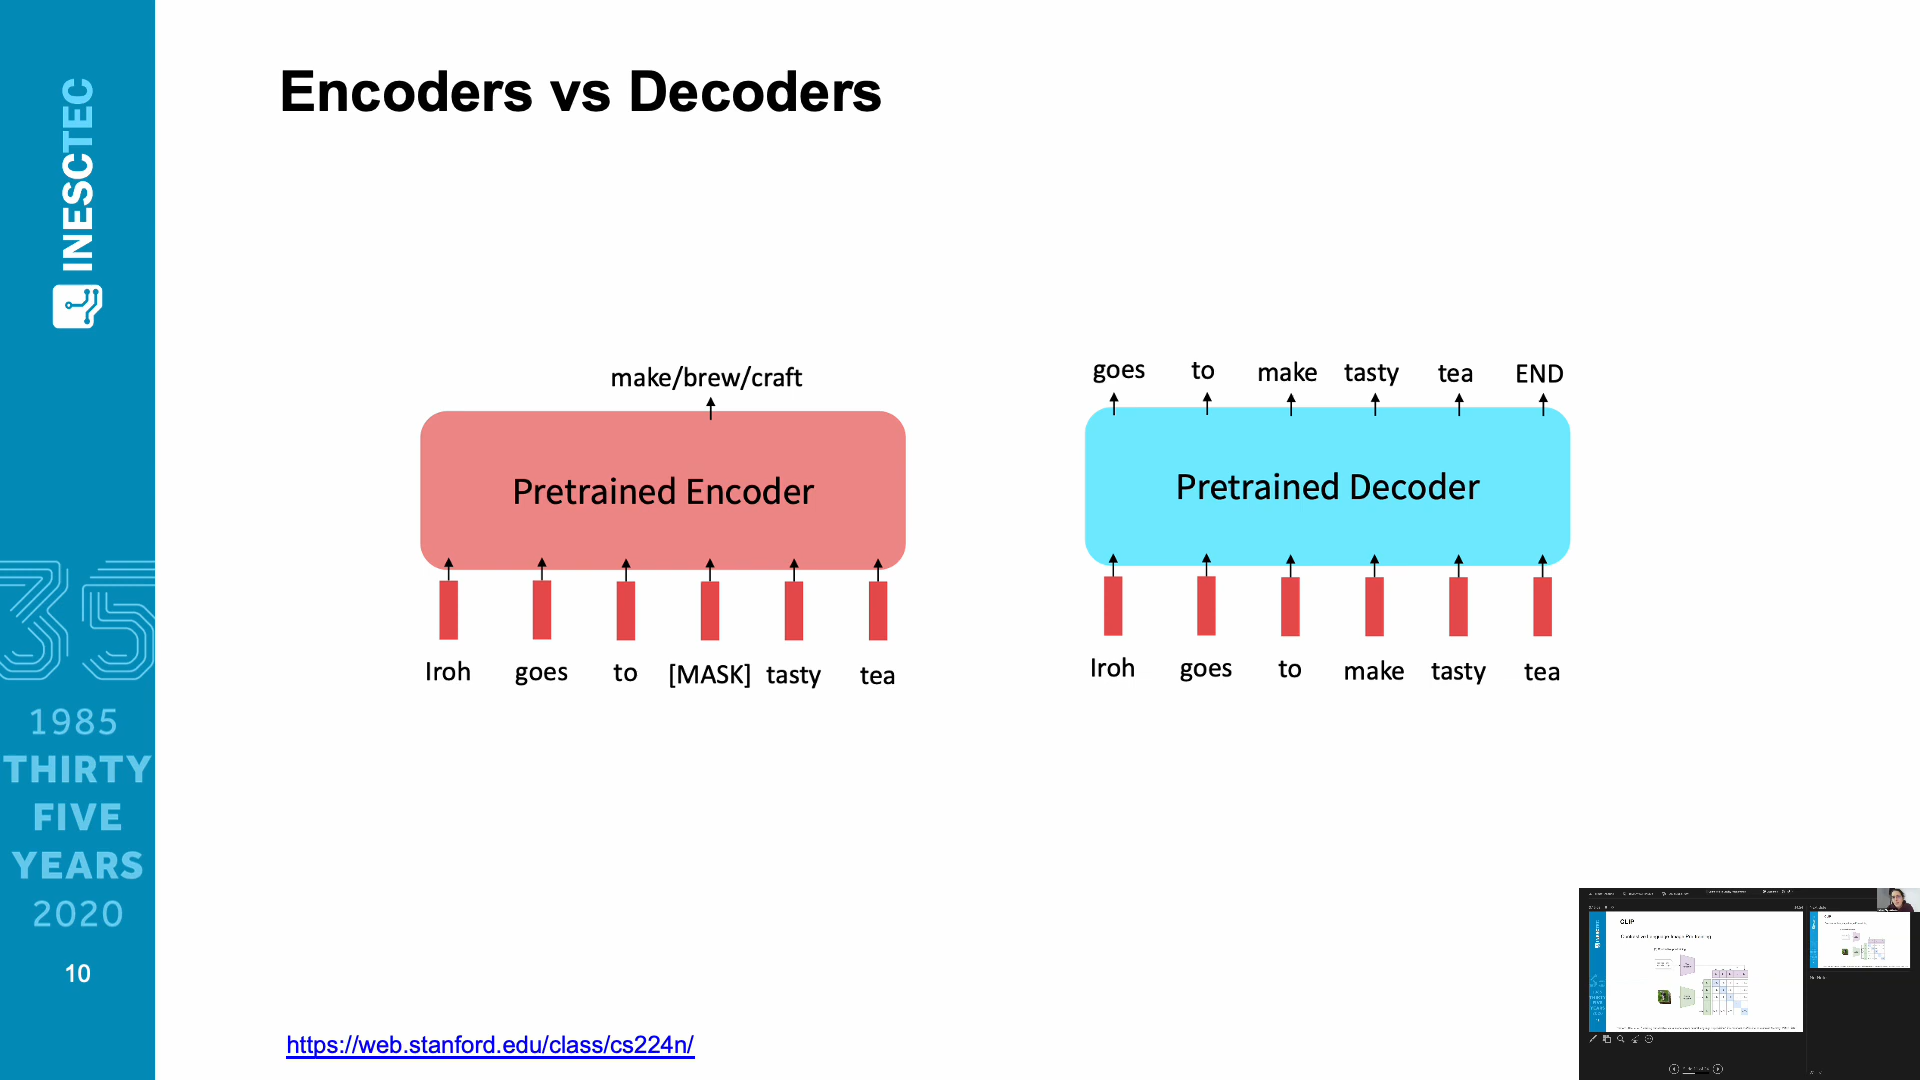 INESCTEC
1985
THIRTY
FIVE
YEARS
2020
10
Encoders vs Decoders
make/brew/craft
Pretrained Encoder
Iroh goes to [MASK] tasty tea
goes to make tasty tea END
Pretrained Decoder
Iroh goes to make tasty tea
https://web.stanford.edu/class/cs224n/
CLIP